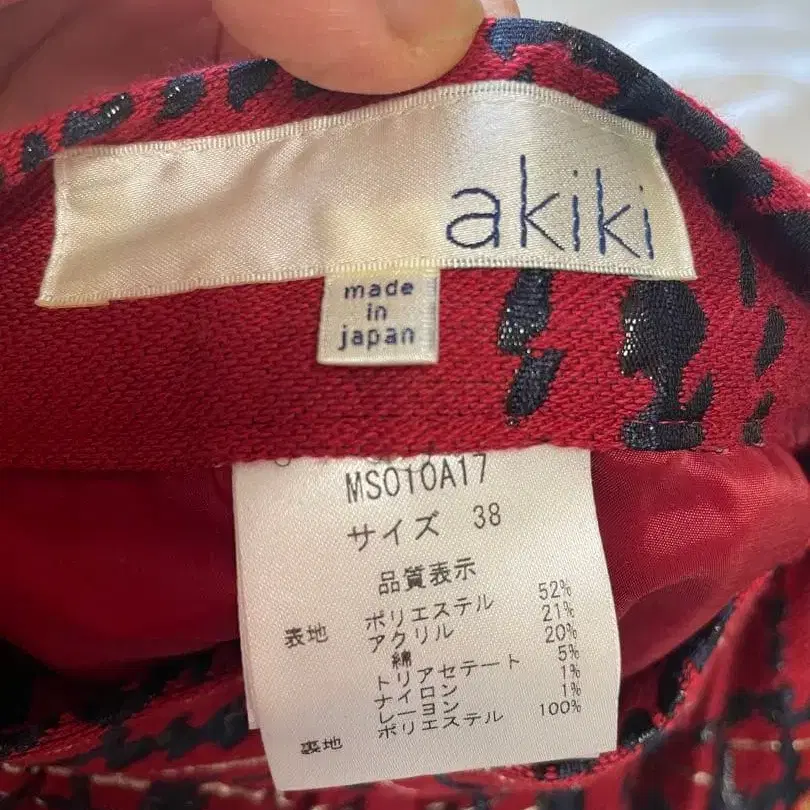 akiki
made
in
japan
MS010A17
サイズ 38
品質表示
表地 ポリエステル 52%
アクリル 21%
綿 20%
トリアセテート 5%
ナイロン 1%
レーヨン 1%
裏地 ポリエステル 100%